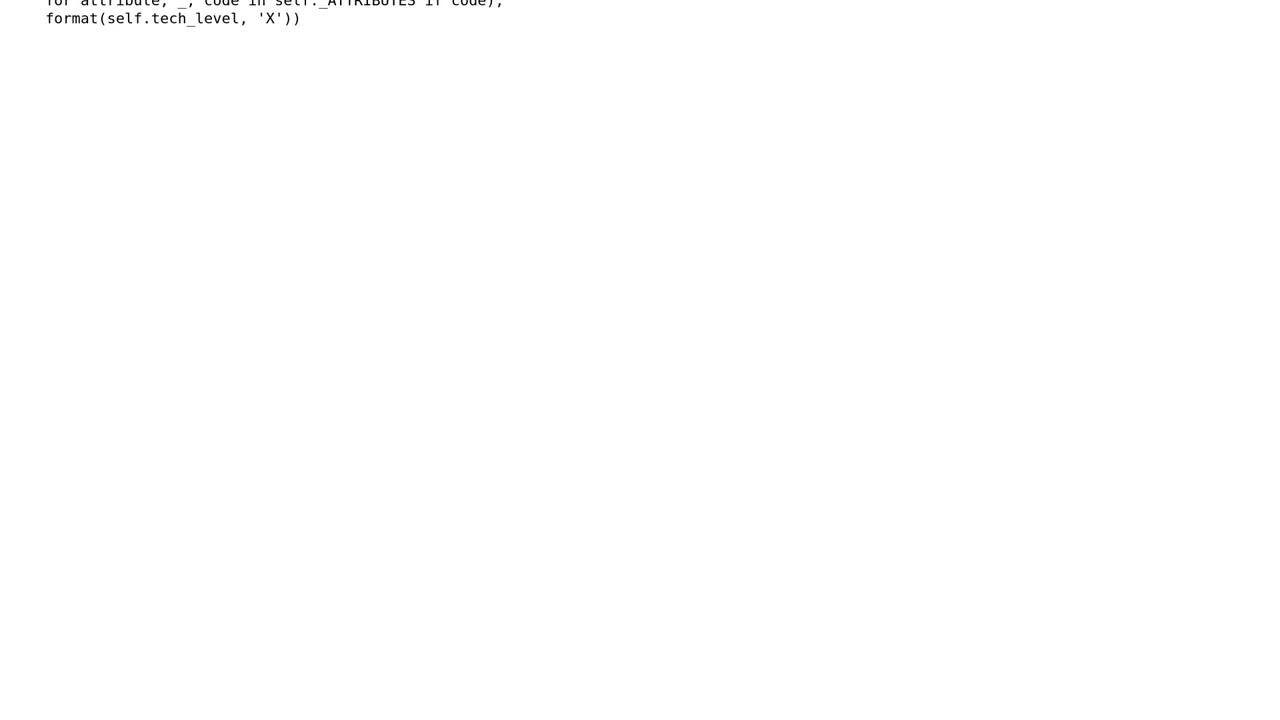 for attribute, _, code in self._ATTRIBUTES if code),
format(self.tech_level, 'X'))